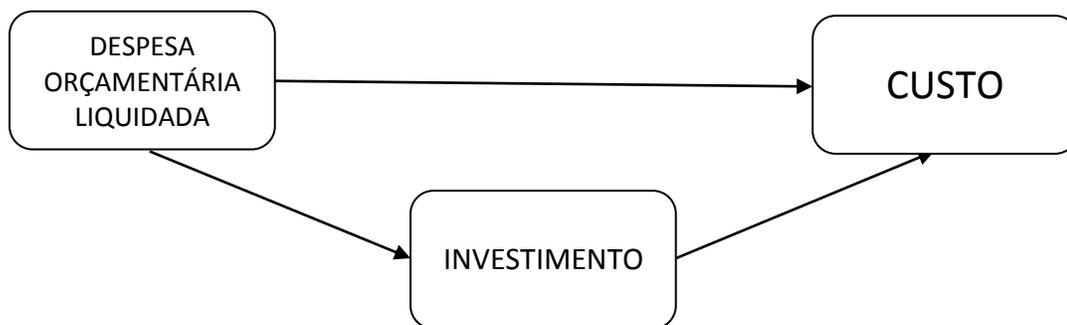 DESPESA
ORÇAMENTÁRIA
LIQUIDADA
CUSTO
INVESTIMENTO